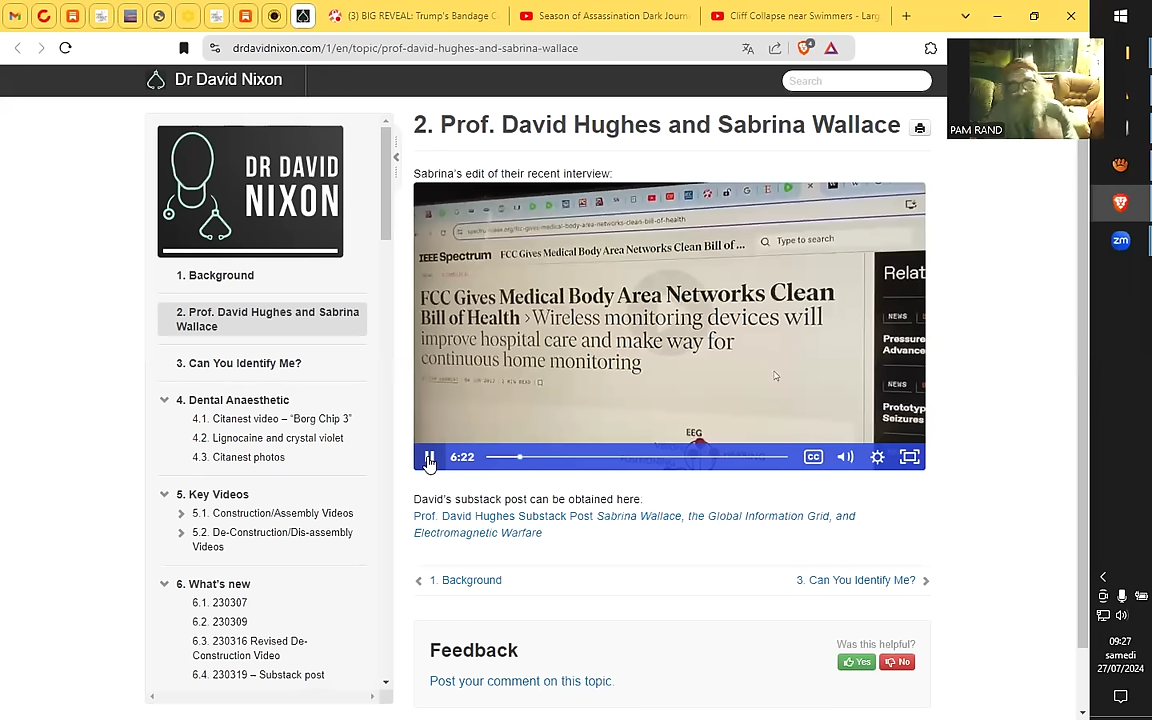 (3) BIG REVEAL: Trump's Bandage C
Season of Assassination Dark Journ
Cliff Collapse near Swimmers - Larg
drdavidnixon.com/1/en/topic/prof-david-hughes-and-sabrina-wallace
Dr David Nixon
Search
PAM RAND
DR DAVID
NIXON
1. Background
2. Prof. David Hughes and Sabrina
Wallace
3. Can You Identify Me?
4. Dental Anaesthetic
4.1. Citanest video – “Borg Chip 3”
4.2. Lignocaine and crystal violet
4.3. Citanest photos
5. Key Videos
5.1. Construction/Assembly Videos
5.2. De-Construction/Dis-assembly
Videos
6. What's new
6.1. 230307
6.2. 230309
6.3. 230316 Revised De-
Construction Video
6.4. 230319 – Substack post
2. Prof. David Hughes and Sabrina Wallace
Sabrina's edit of their recent interview:
IEEE Spectrum FCC Gives Medical Body Area Networks Clean Bill of ...
Type to search
FCC Gives Medical Body Area Networks Clean
Bill of Health > Wireless monitoring devices will
improve hospital care and make way for
continuous home monitoring
Relat
NEWS
Pressure
Advance
NEWS
Prototyp
Seizures
EEG
6:22
CC
David's substack post can be obtained here:
Prof. David Hughes Substack Post Sabrina Wallace, the Global Information Grid, and
Electromagnetic Warfare
1. Background
3. Can You Identify Me?
Feedback
Was this helpful?
Yes
No
Post your comment on this topic.
zm
09:27
samedi
27/07/2024